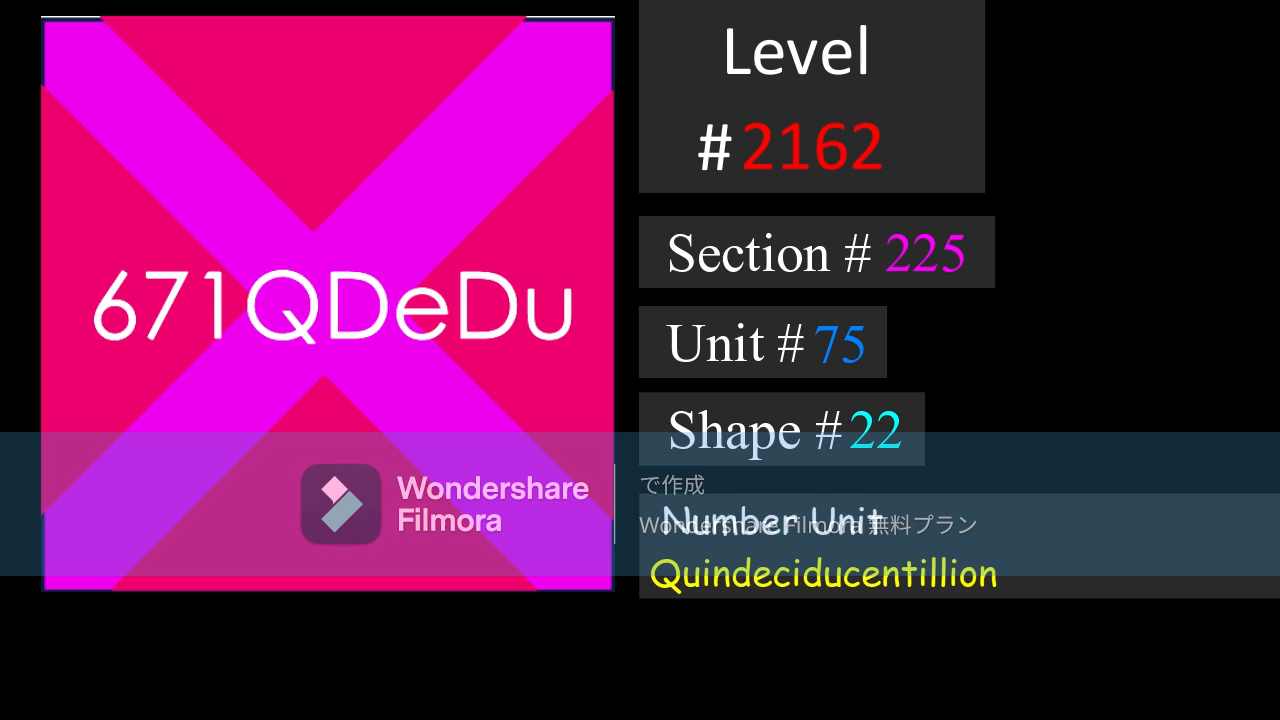 Level
#2162
Section # 225
671QDeDu
Unit # 75
Shape # 22
Wondershare
Filmora
で作成
Wondershare Filmora 無料プラン
Number Unit
Quindeciducentillion